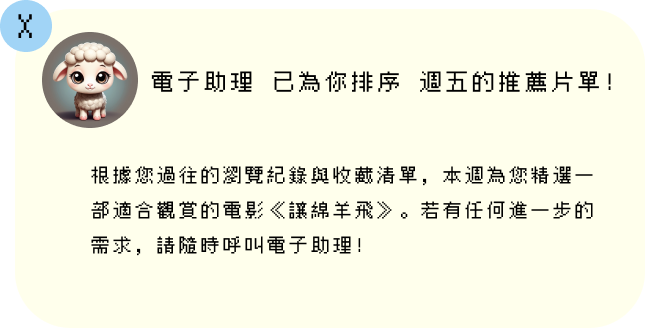 X
電子助理 已為你排序 週五的推薦片單!
根據您過往的瀏覽紀錄與收藏清單，本週為您精選一
部適合觀賞的電影《讓綿羊飛》。若有任何進一步的
需求，請隨時呼叫電子助理!